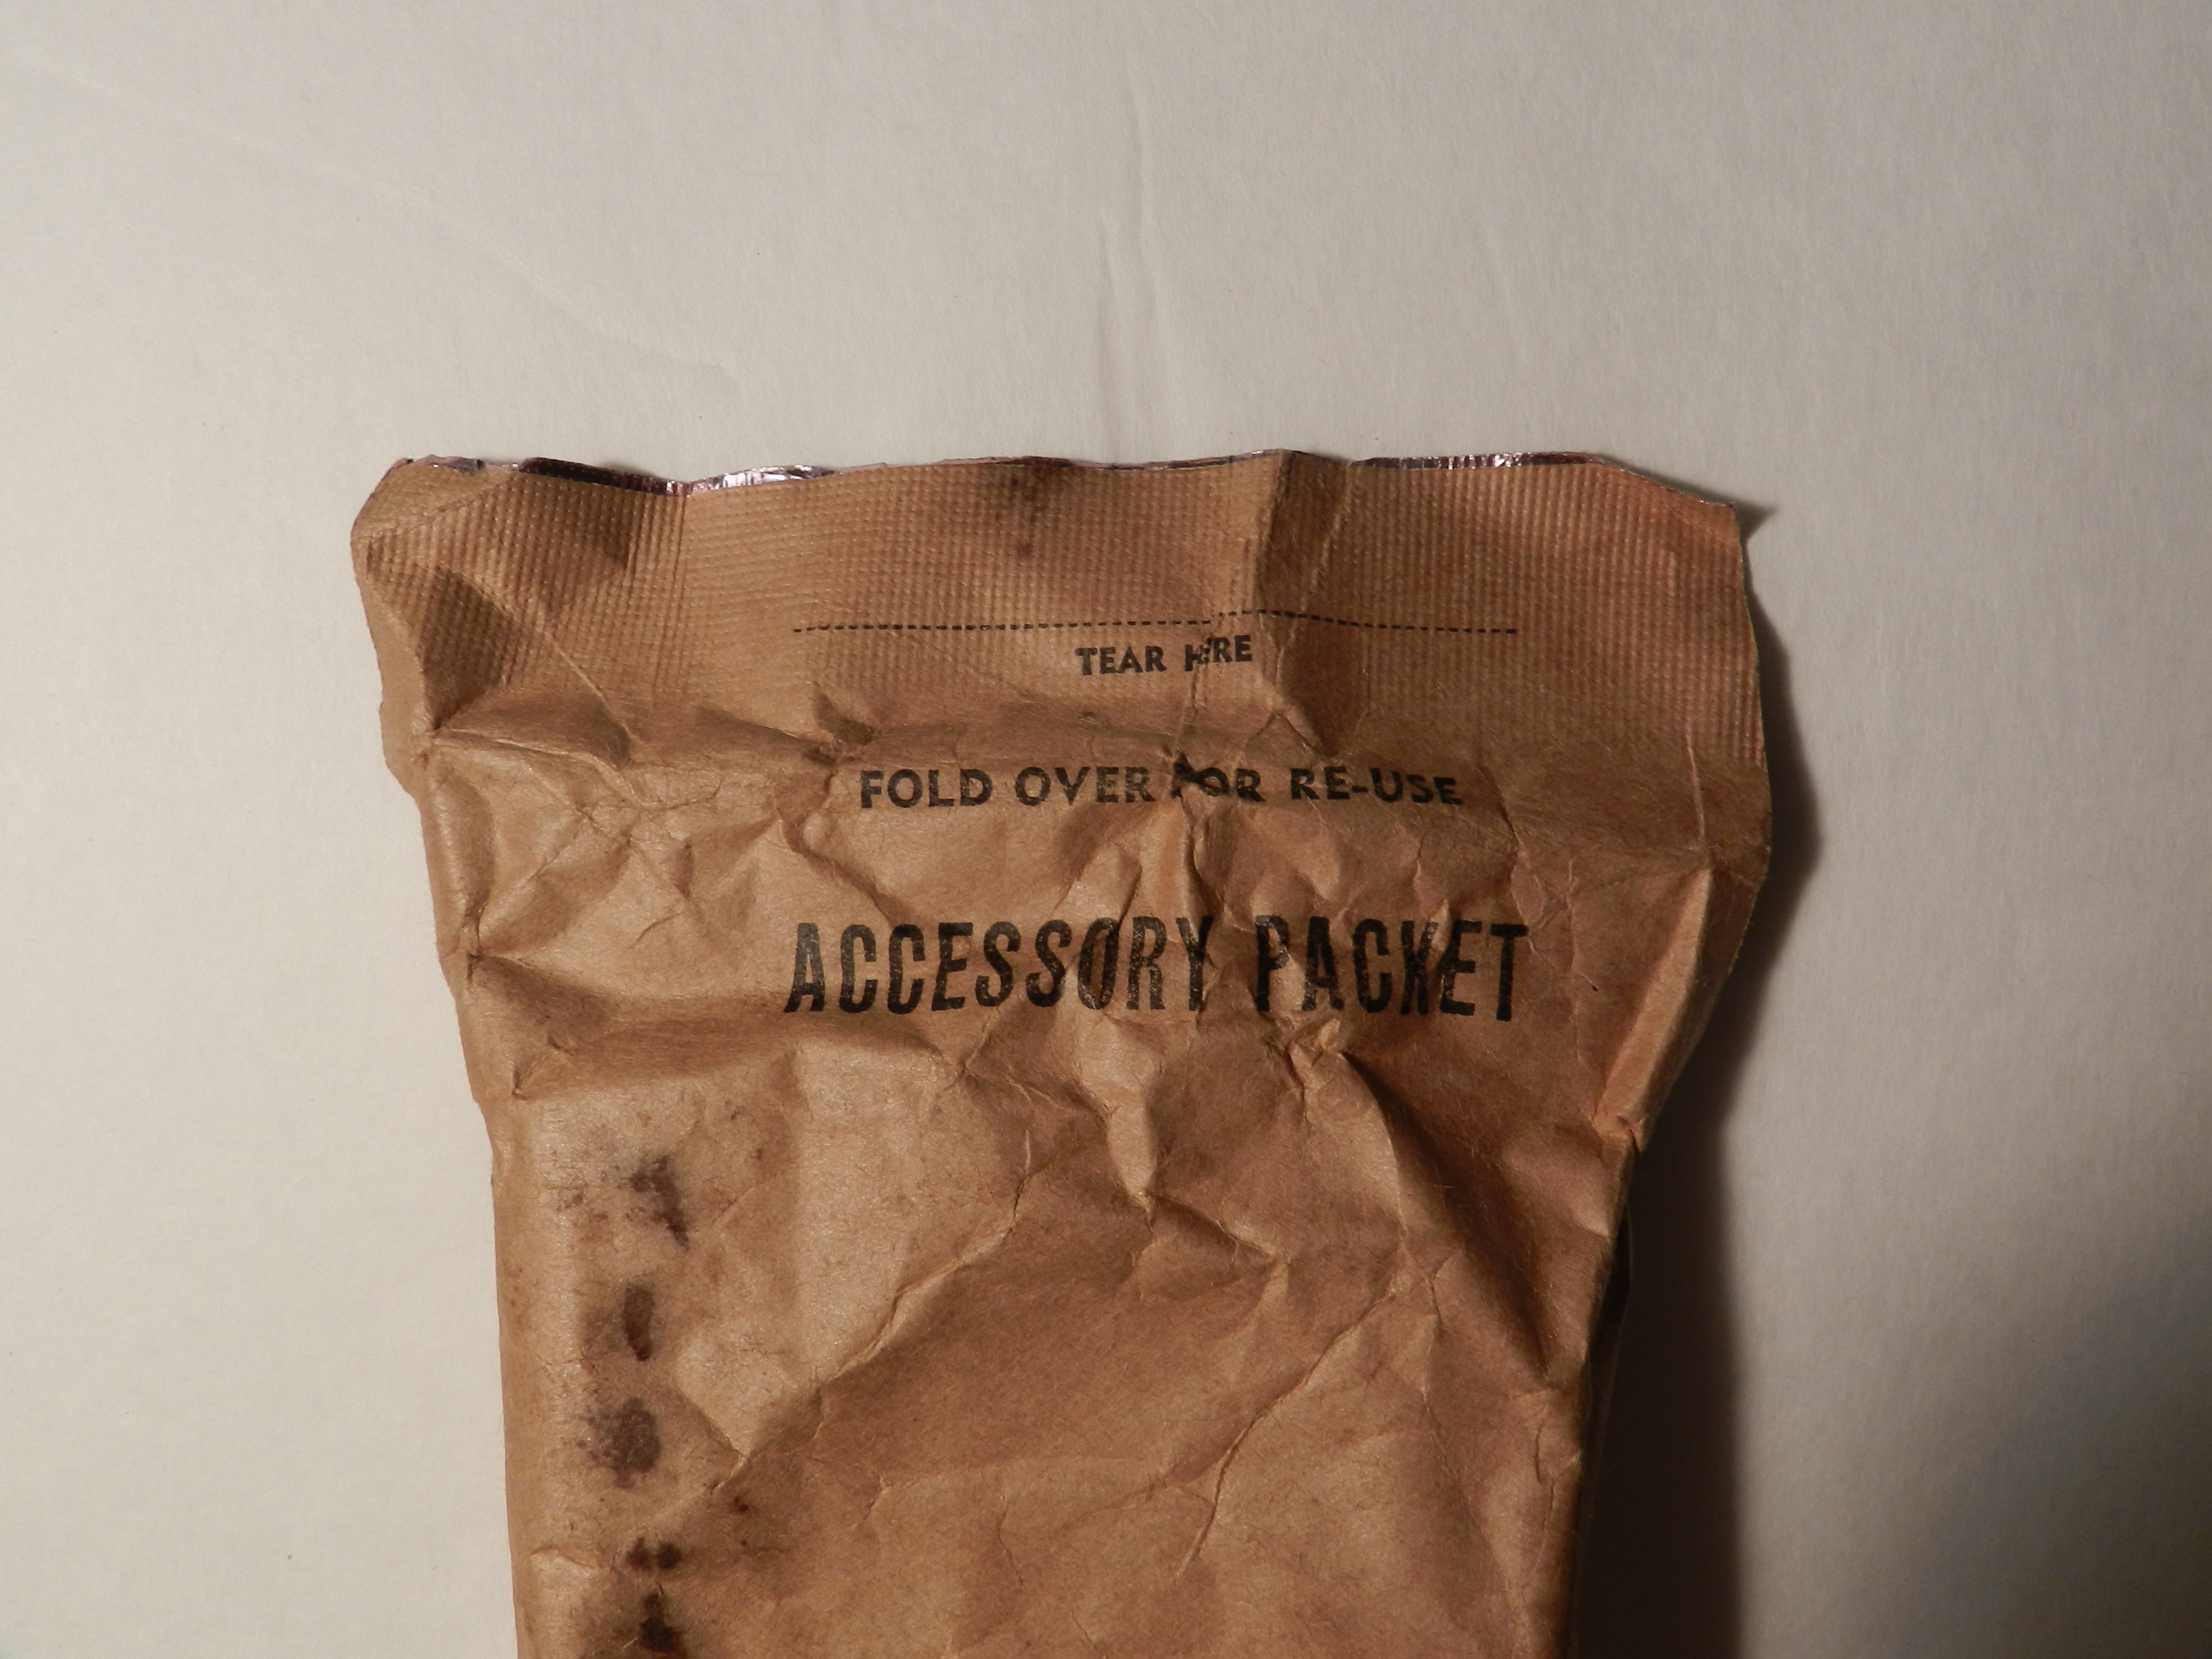 TEAR HERE
FOLD OVER FOR RE-USE
ACCESSORY PACKET